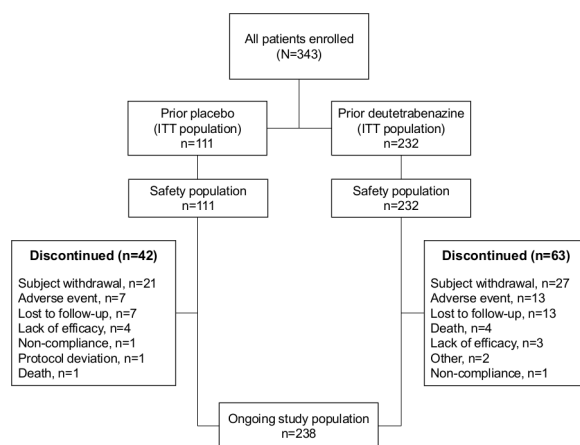 All patients enrolled
(N=343)
Prior placebo
(ITT population)
n=111
Prior deutetrabenazine
(ITT population)
n=232
Safety population
n=111
Safety population
n=232
Discontinued (n=42)
Subject withdrawal, n=21
Adverse event, n=7
Lost to follow-up, n=7
Lack of efficacy, n=4
Non-compliance, n=1
Protocol deviation, n=1
Death, n=1
Discontinued (n=63)
Subject withdrawal, n=27
Adverse event, n=13
Lost to follow-up, n=13
Death, n=4
Lack of efficacy, n=3
Other, n=2
Non-compliance, n=1
Ongoing study population
n=238